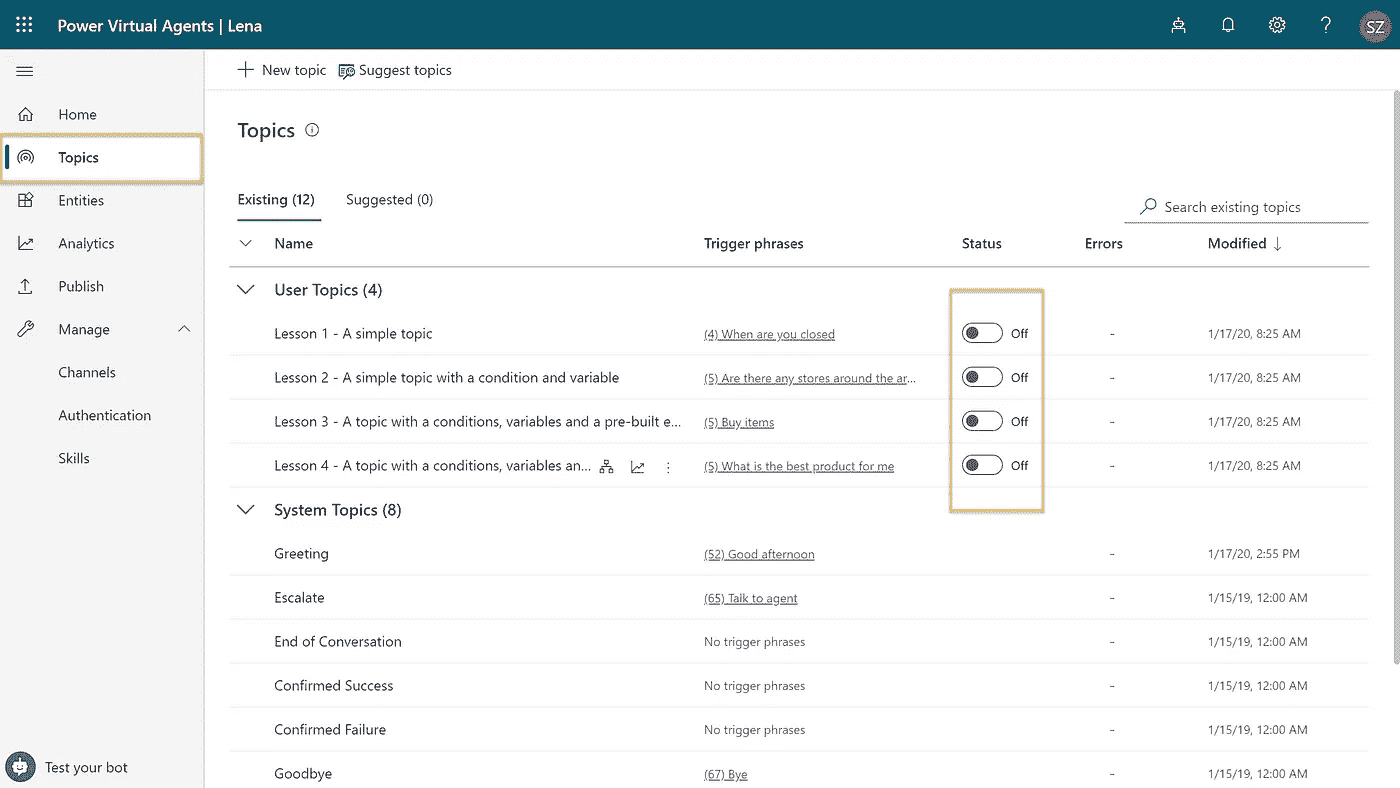 Power Virtual Agents | Lena
?
SZ
New topic
Suggest topics
Home
Topics
Entities
Analytics
Publish
Manage
Channels
Authentication
Skills
Test your bot
Topics
Existing (12)
Suggested (0)
Search existing topics
Name Trigger phrases Status Errors Modified ↓
User Topics (4)
Lesson 1 - A simple topic (4) When are you closed Off - 1/17/20, 8:25 AM
Lesson 2 - A simple topic with a condition and variable (5) Are there any stores around the ar... Off - 1/17/20, 8:25 AM
Lesson 3 - A topic with a conditions, variables and a pre-built e... (5) Buy items Off - 1/17/20, 8:25 AM
Lesson 4 - A topic with a conditions, variables an... (5) What is the best product for me Off - 1/17/20, 8:25 AM
System Topics (8)
Greeting (52) Good afternoon - 1/17/20, 2:55 PM
Escalate (65) Talk to agent - 1/15/19, 12:00 AM
End of Conversation No trigger phrases - 1/15/19, 12:00 AM
Confirmed Success No trigger phrases - 1/15/19, 12:00 AM
Confirmed Failure No trigger phrases - 1/15/19, 12:00 AM
Goodbye (67) Bye - 1/15/19, 12:00 AM